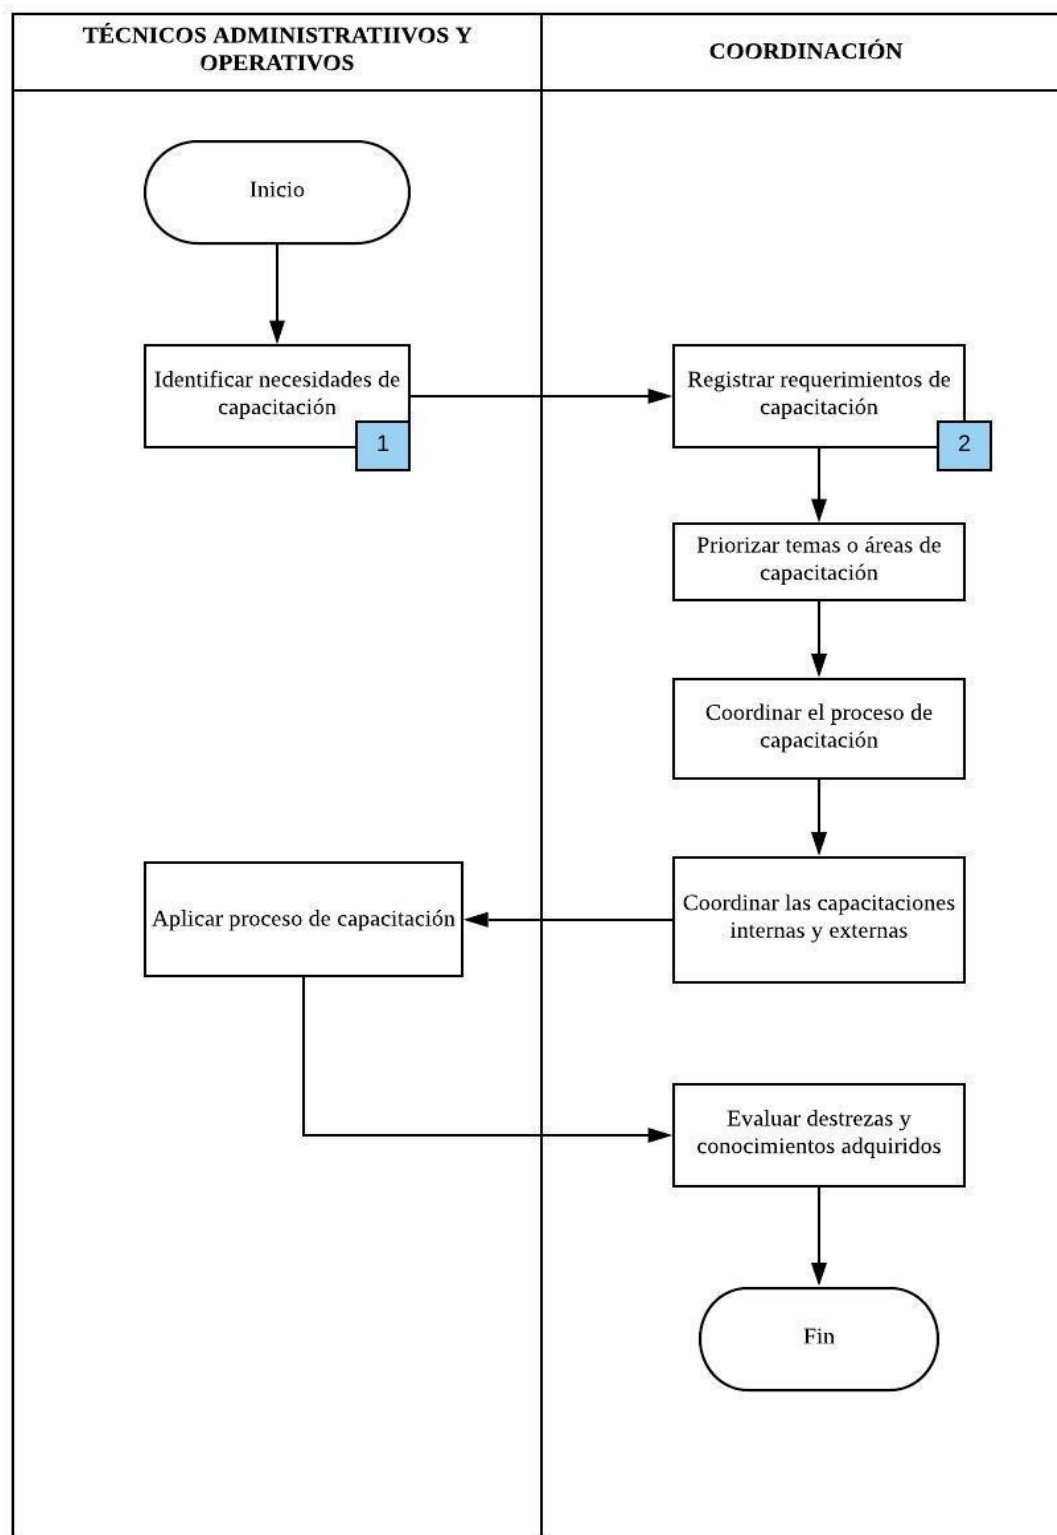 TÉCNICOS ADMINISTRATIIVOS Y
OPERATIVOS
COORDINACIÓN
Inicio
Identificar necesidades de
capacitación
1
Registrar requerimientos de
capacitación
2
Priorizar temas o áreas de
capacitación
Coordinar el proceso de
capacitación
Coordinar las capacitaciones
internas y externas
Aplicar proceso de capacitación
Evaluar destrezas y
conocimientos adquiridos
Fin